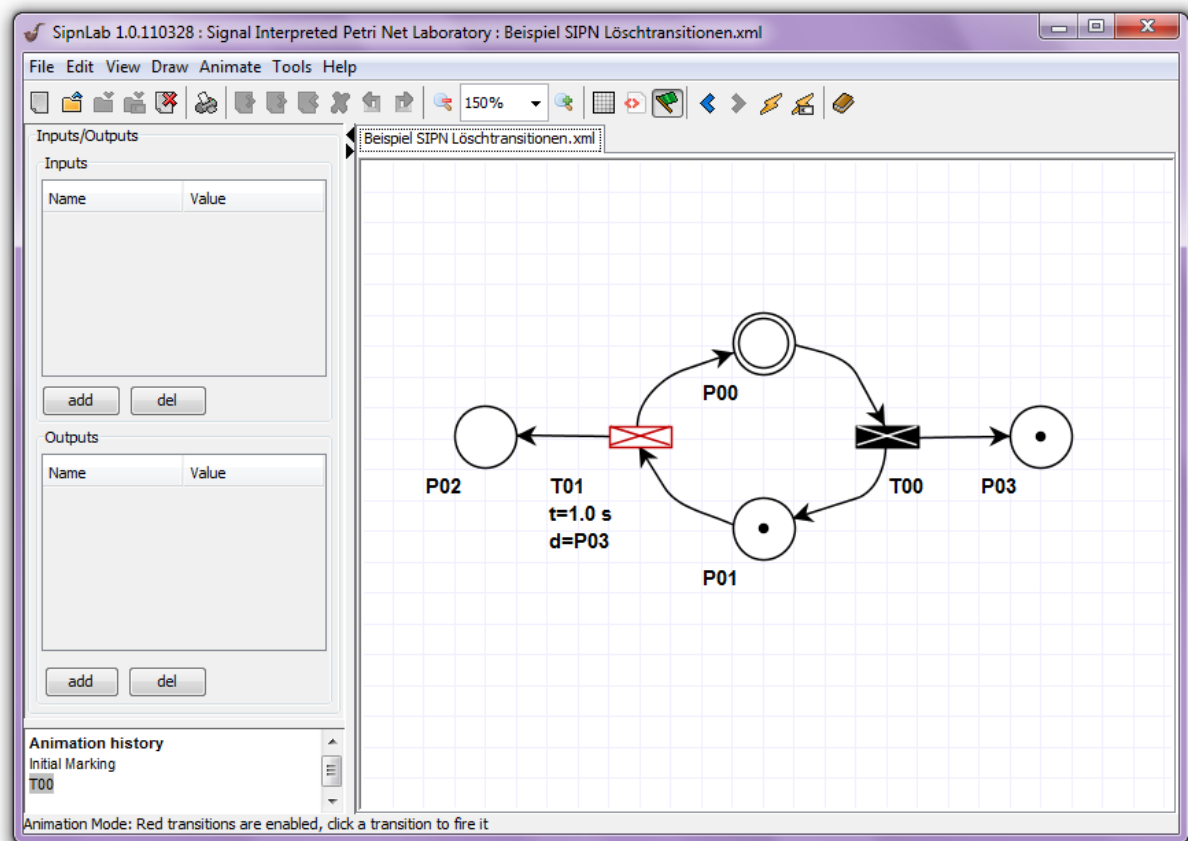 SipnLab 1.0.110328 : Signal Interpreted Petri Net Laboratory : Beispiel SIPN Löschtransitionen.xml
File Edit View Draw Animate Tools Help
150%
Inputs/Outputs
Inputs
Name Value
add del
Outputs
Name Value
add del
Animation history
Initial Marking
T00
Beispiel SIPN Löschtransitionen.xml
P00
P02
T01
t=1.0 s
d=P03
T00
P03
P01
Animation Mode: Red transitions are enabled, click a transition to fire it